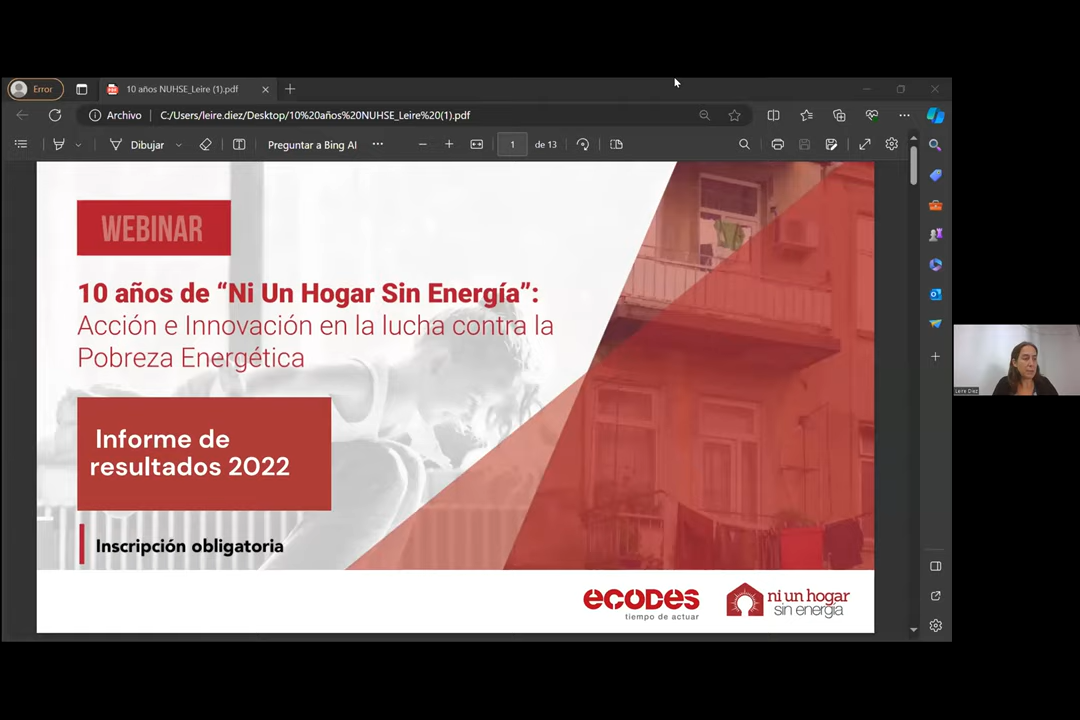 Error
10 años NUHSE_Leire (1).pdf
Archivo
C:/Users/leire.diez/Desktop/10%20años%20NUHSE_Leire%20(1).pdf
Dibujar
Preguntar a Bing AI
1
de 13
WEBINAR
10 años de “Ni Un Hogar Sin Energía”:
Acción e Innovación en la lucha contra la
Pobreza Energética
Informe de
resultados 2022
Inscripción obligatoria
ecodes
tiempo de actuar
ni un hogar
sin energía
Leire Diez